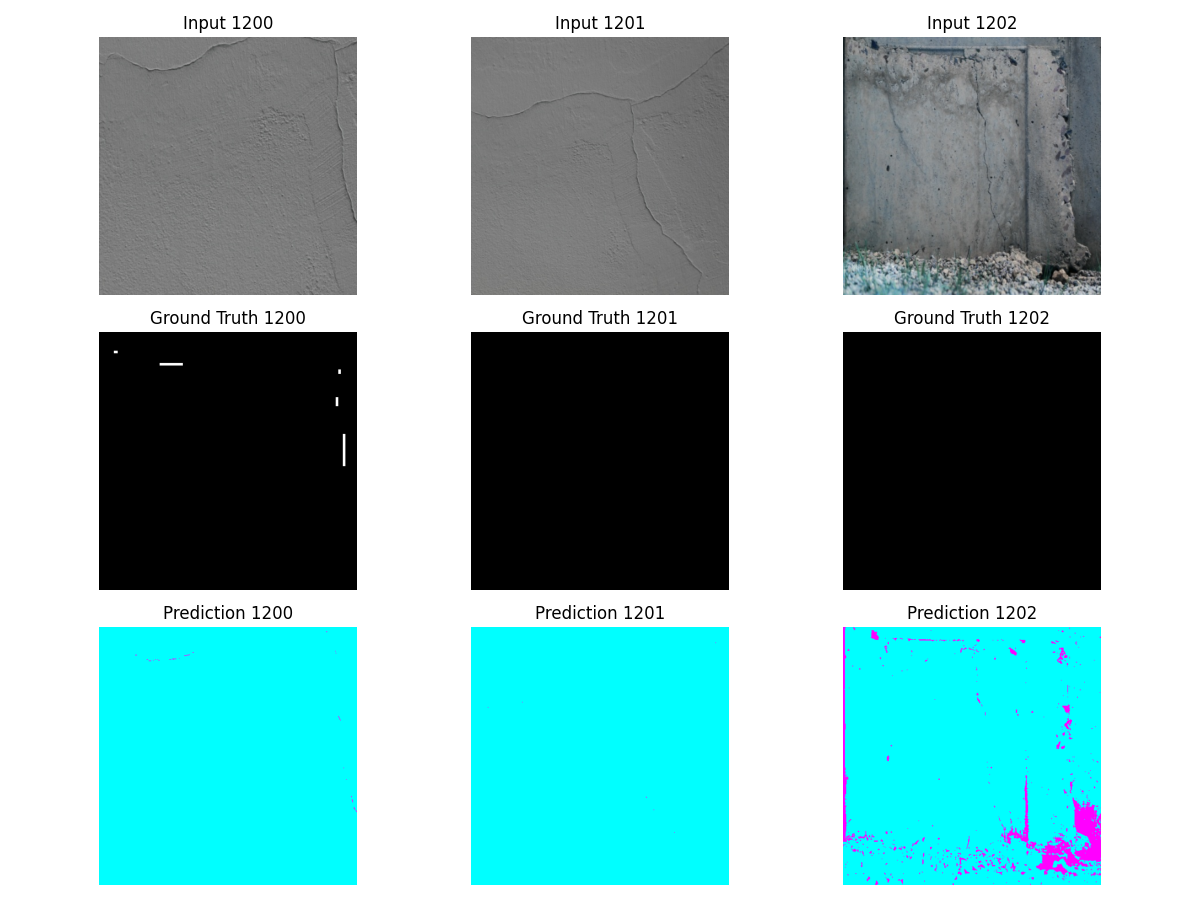 Input 1200
Input 1201
Input 1202
Ground Truth 1200
Ground Truth 1201
Ground Truth 1202
Prediction 1200
Prediction 1201
Prediction 1202